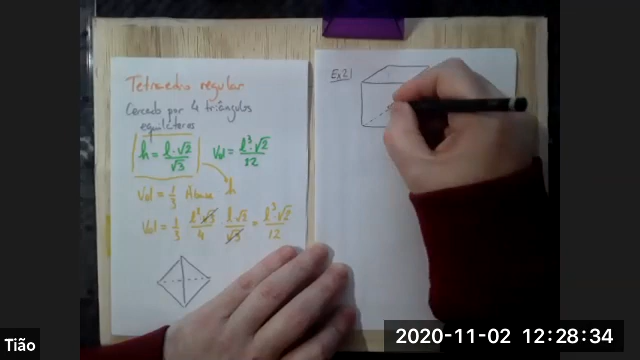 Tetraedro regular
Cercado por 4 triângulos
equiláteros
h = l·√2/√3 Vol = l³·√2/12
Vol = 1/3 Abase h
Vol = 1/3 l²√3/4 l√2/√3 = l³·√2/12
Ex2)
Tião
2020-11-02 12:28:34